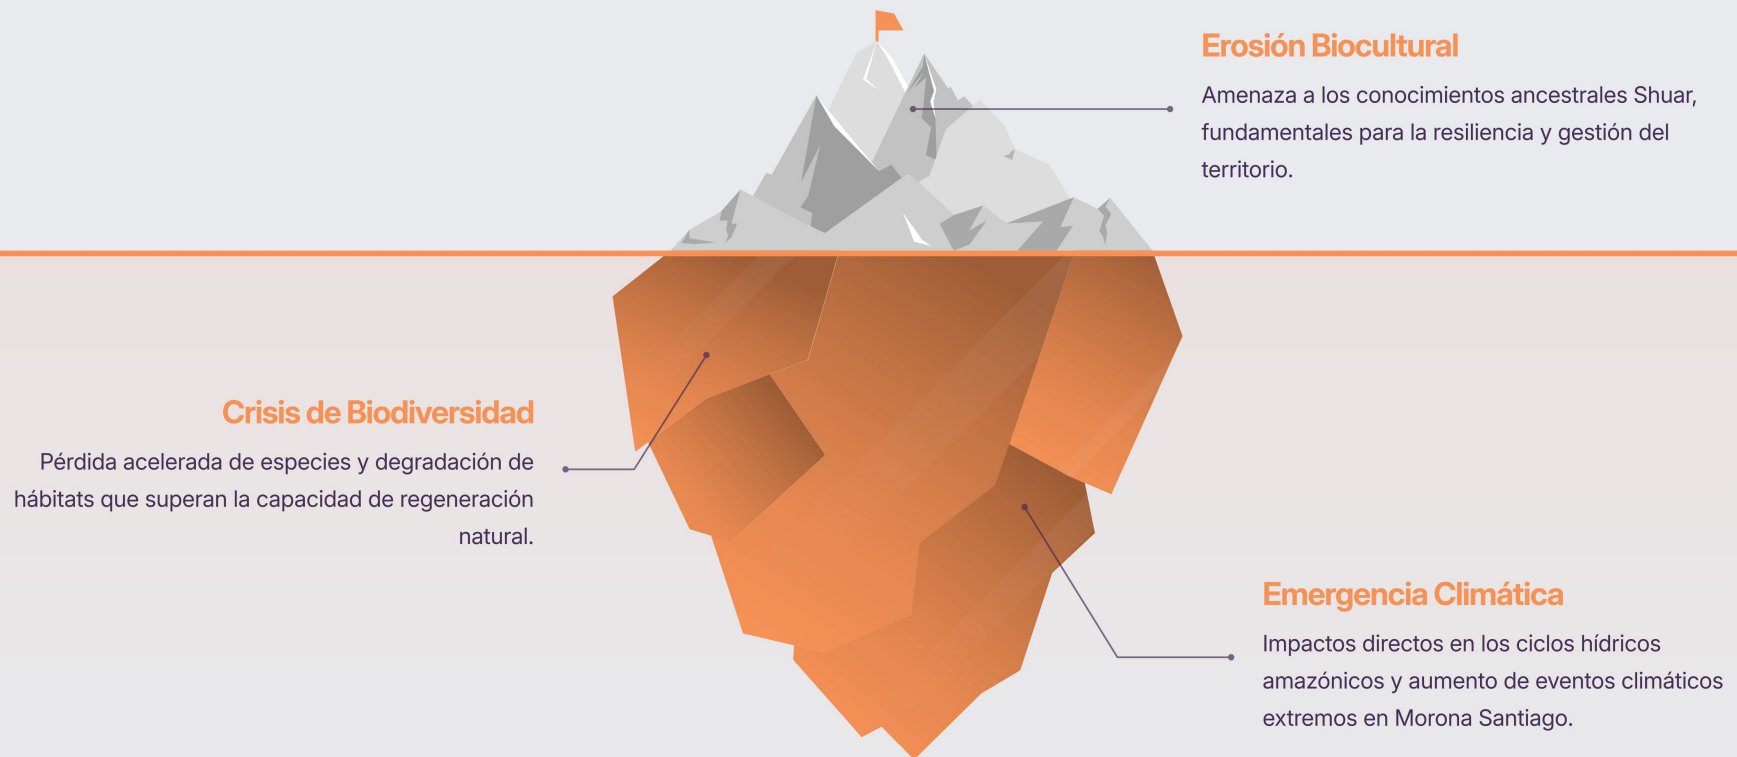 Erosión Biocultural
Amenaza a los conocimientos ancestrales Shuar,
fundamentales para la resiliencia y gestión del
territorio.
Crisis de Biodiversidad
Pérdida acelerada de especies y degradación de
hábitats que superan la capacidad de regeneración
natural.
Emergencia Climática
Impactos directos en los ciclos hídricos
amazónicos y aumento de eventos climáticos
extremos en Morona Santiago.